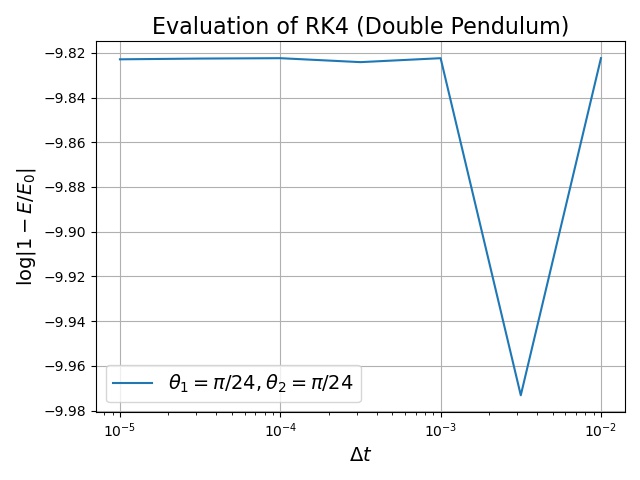 Evaluation of RK4 (Double Pendulum)
−9.82
−9.84
−9.86
−9.88
−9.90
−9.92
−9.94
−9.96
−9.98
log|1 − E/E₀|
θ₁ = π/24, θ₂ = π/24
10⁻⁵ 10⁻⁴ 10⁻³ 10⁻²
Δt